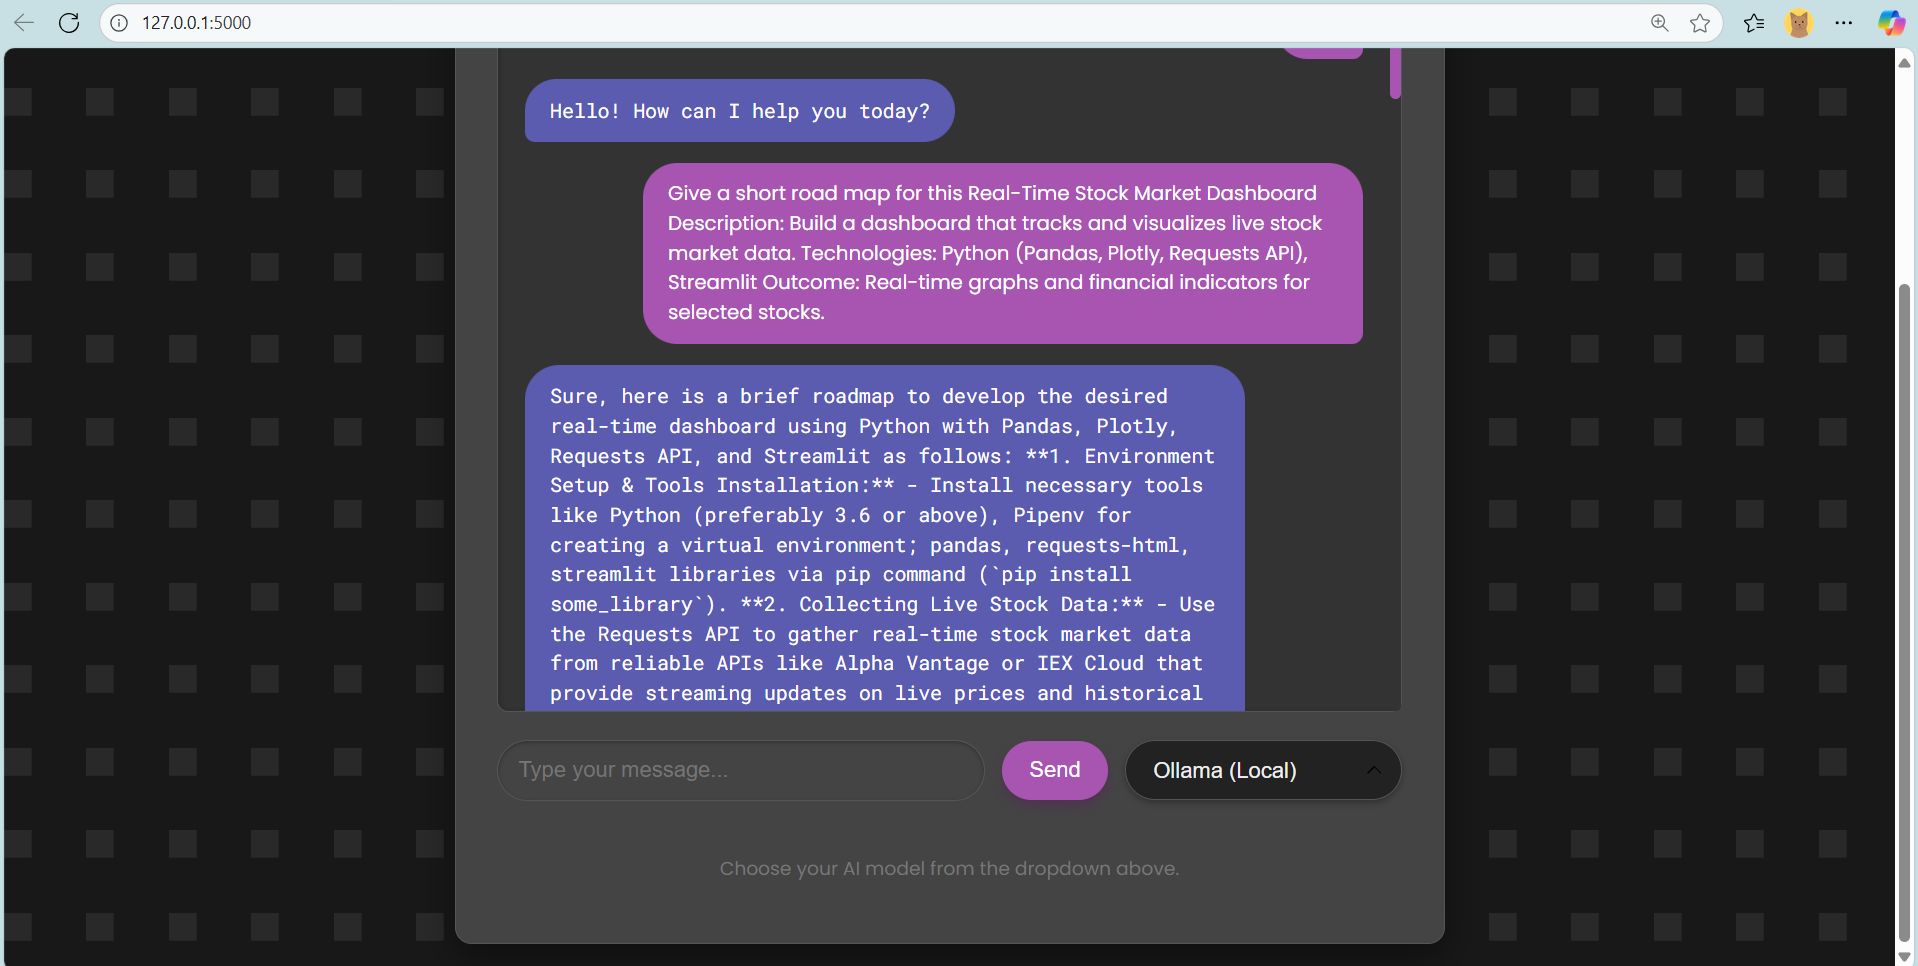 127.0.0.1:5000
Hello! How can I help you today?
Give a short road map for this Real-Time Stock Market Dashboard
Description: Build a dashboard that tracks and visualizes live stock
market data. Technologies: Python (Pandas, Plotly, Requests API),
Streamlit Outcome: Real-time graphs and financial indicators for
selected stocks.
Sure, here is a brief roadmap to develop the desired
real-time dashboard using Python with Pandas, Plotly,
Requests API, and Streamlit as follows: **1. Environment
Setup & Tools Installation:** - Install necessary tools
like Python (preferably 3.6 or above), Pipenv for
creating a virtual environment; pandas, requests-html,
streamlit libraries via pip command (`pip install
some_library`). **2. Collecting Live Stock Data:** - Use
the Requests API to gather real-time stock market data
from reliable APIs like Alpha Vantage or IEX Cloud that
provide streaming updates on live prices and historical
Type your message...
Send
Ollama (Local)
Choose your AI model from the dropdown above.